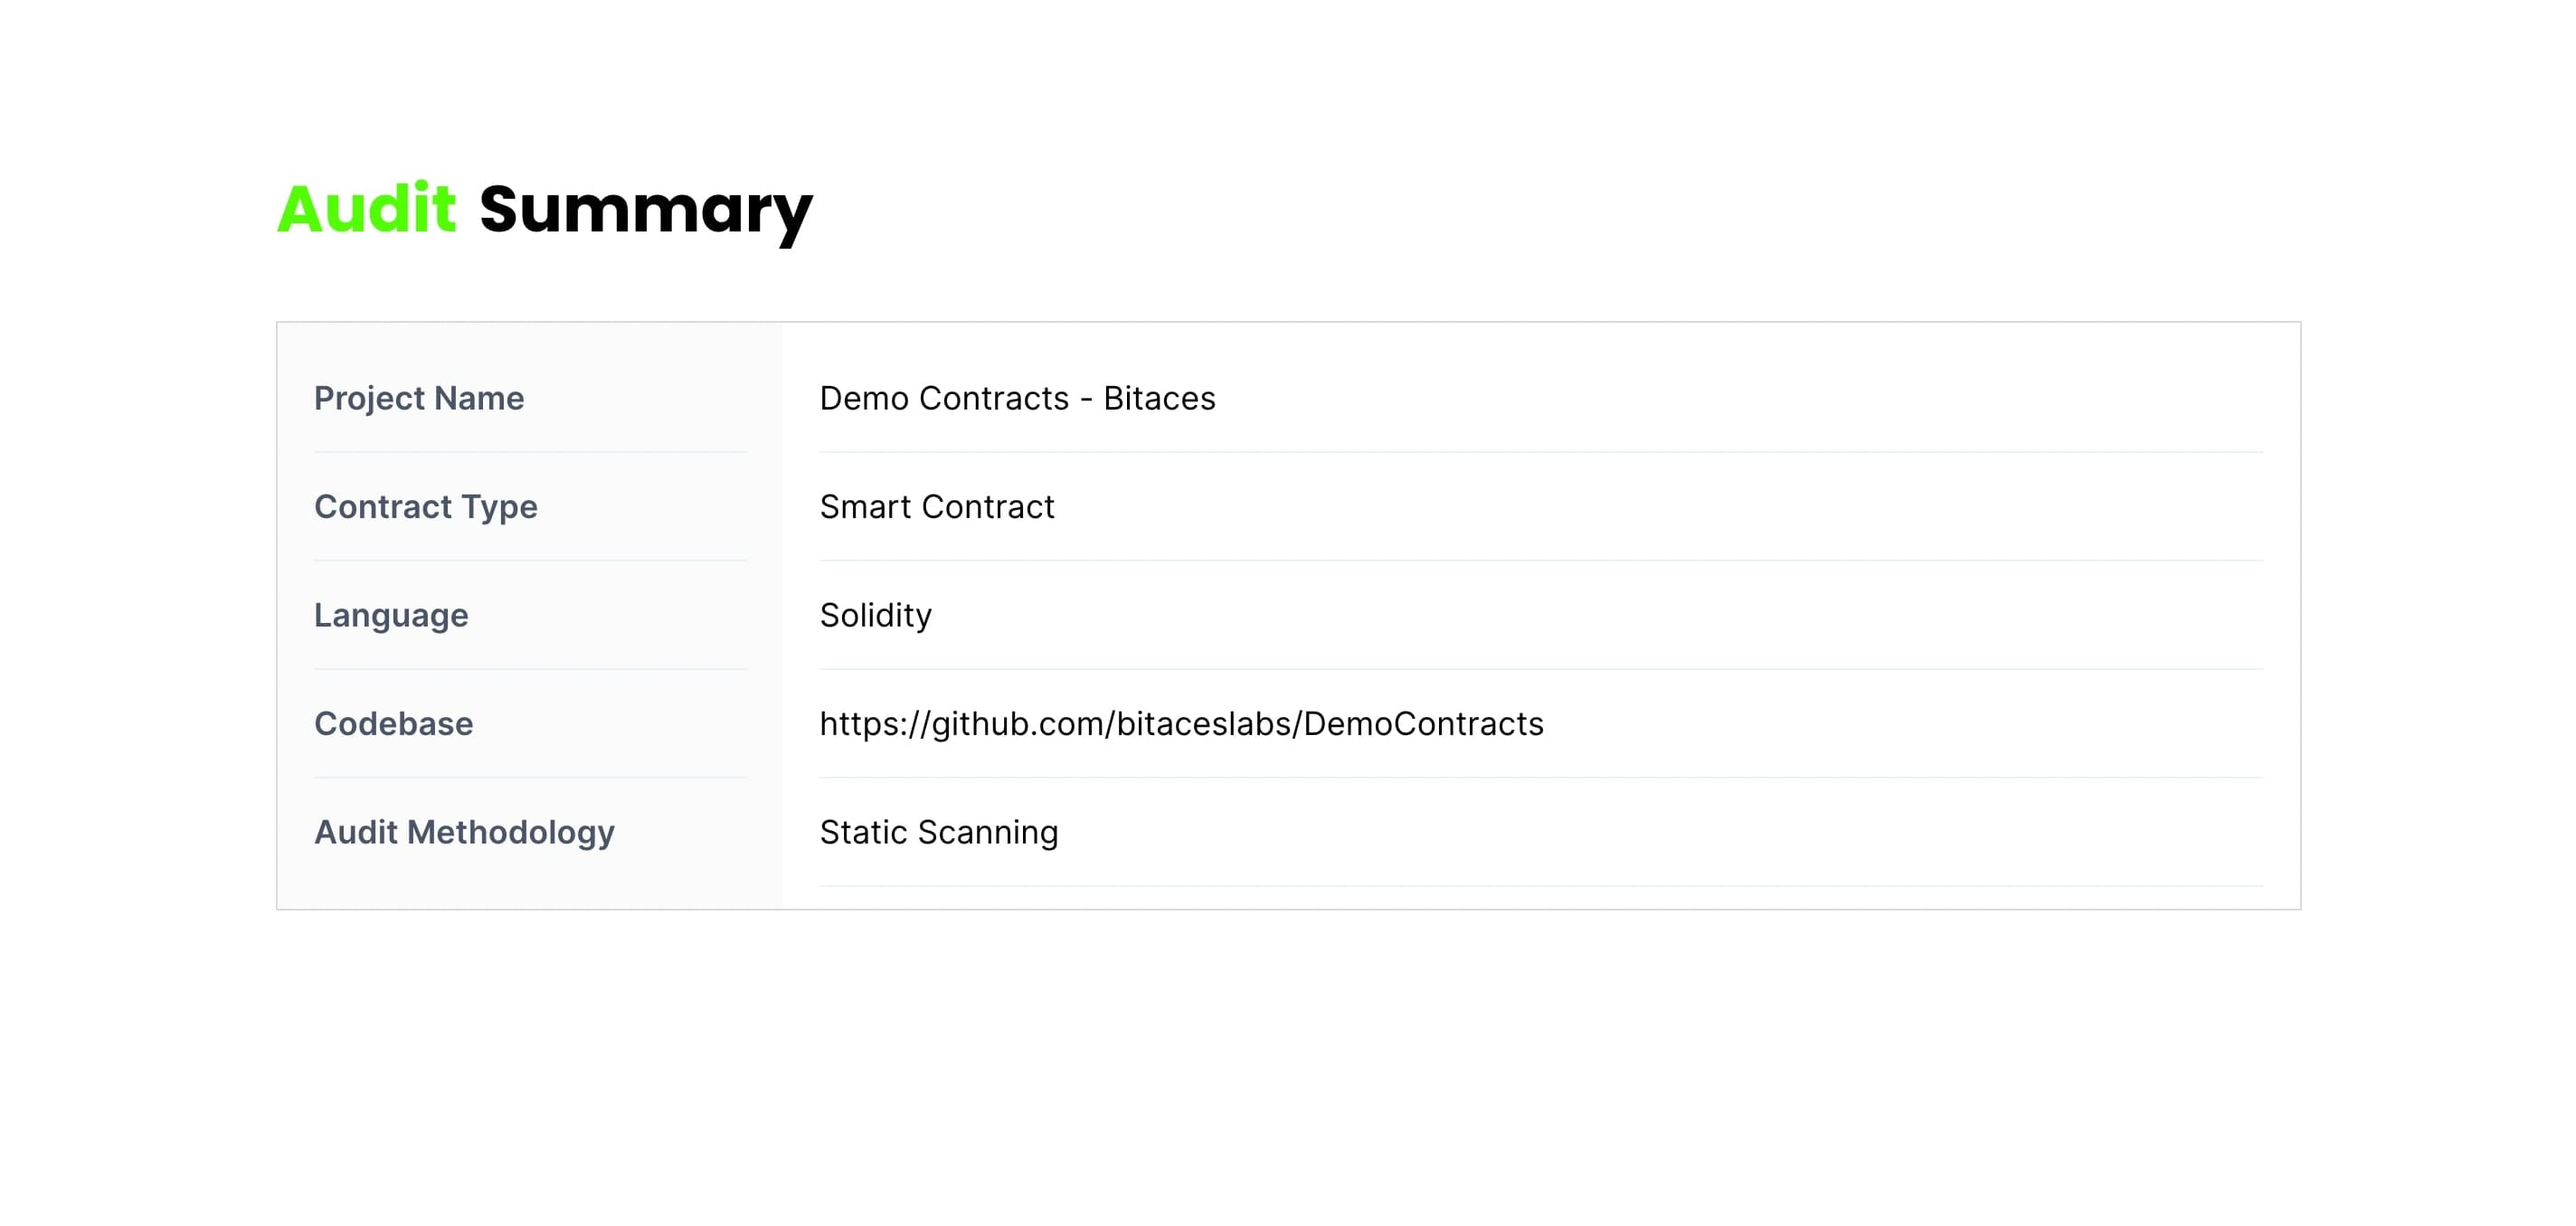 Audit Summary
Project Name Demo Contracts - Bitaces
Contract Type Smart Contract
Language Solidity
Codebase https://github.com/bitaceslabs/DemoContracts
Audit Methodology Static Scanning